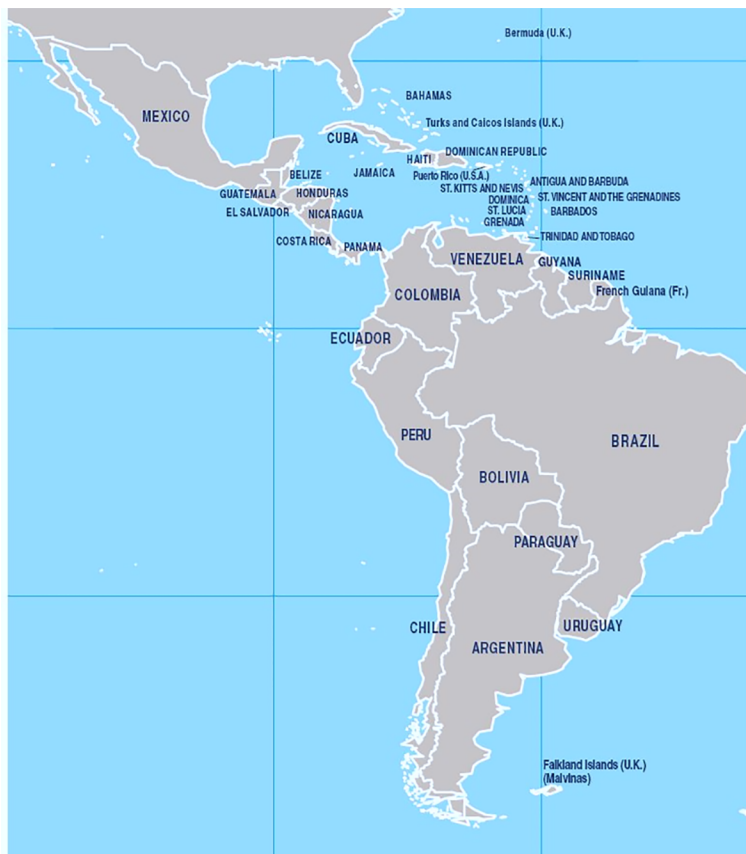 Bermuda (U.K.)
BAHAMAS
MEXICO
Turks and Caicos Islands (U.K.)
CUBA
DOMINICAN REPUBLIC
HAITI
JAMAICA
Puerto Rico (U.S.A.)
BELIZE
ANTIGUA AND BARBUDA
ST. KITTS AND NEVIS
GUATEMALA
HONDURAS
ST. VINCENT AND THE GRENADINES
DOMINICA
ST. LUCIA
BARBADOS
EL SALVADOR
NICARAGUA
GRENADA
TRINIDAD AND TOBAGO
COSTA RICA
PANAMA
VENEZUELA
GUYANA
SURINAME
French Guiana (Fr.)
COLOMBIA
ECUADOR
PERU
BRAZIL
BOLIVIA
PARAGUAY
CHILE
URUGUAY
ARGENTINA
Falkland Islands (U.K.)
(Malvinas)